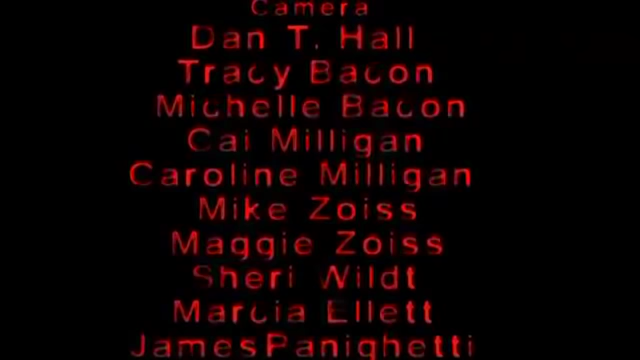 Camera
Dan T. Hall
Tracy Bacon
Michelle Bacon
Cai Milligan
Caroline Milligan
Mike Zoiss
Maggie Zoiss
Sheri Wildt
Marcia Ellett
JamesPanighetti